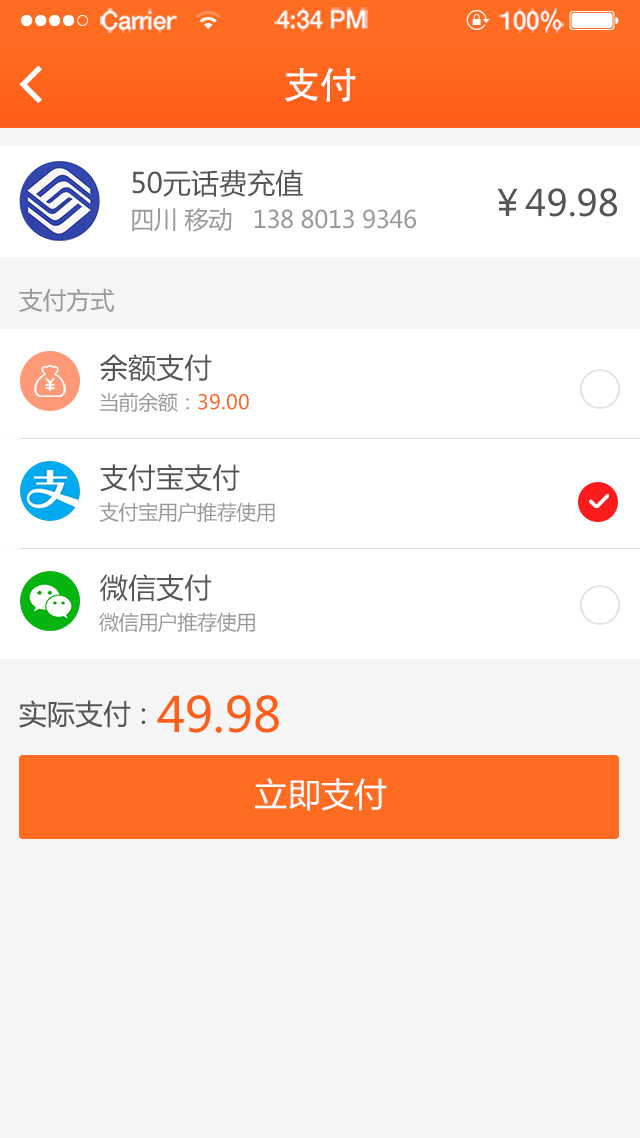 Carrier 4:34 PM 100%
支付
50元话费充值
四川 移动 138 8013 9346
¥49.98
支付方式
余额支付
当前余额：39.00
支付宝支付
支付宝用户推荐使用
微信支付
微信用户推荐使用
实际支付：49.98
立即支付